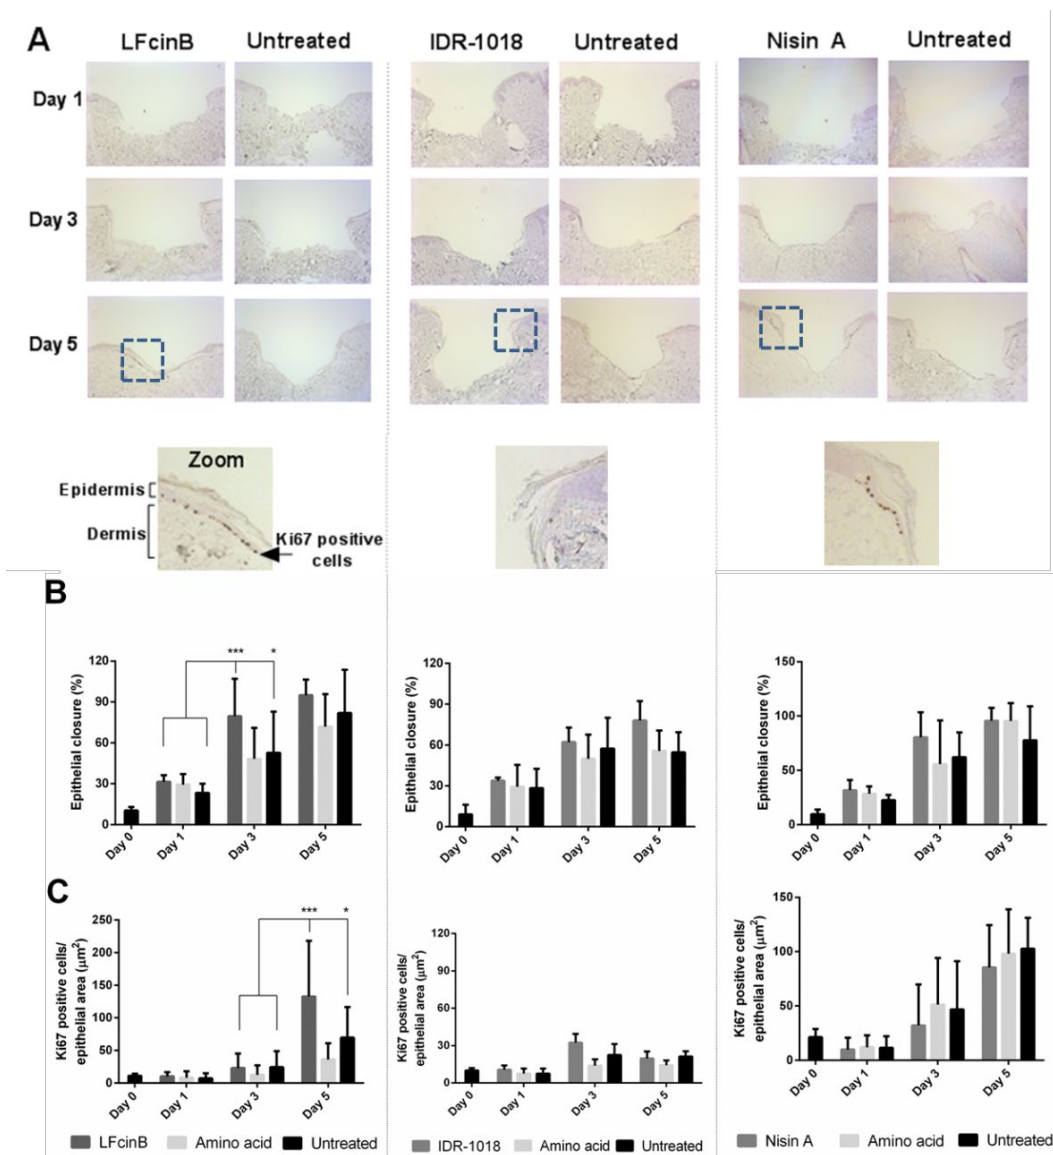 A
LFcinB Untreated IDR-1018 Untreated Nisin A Untreated
Day 1
Day 3
Day 5
Zoom
Epidermis
Dermis
Ki67 positive
cells
B
Epithelial closure (%)
120
90
60
30
0
*** *
Day 0 Day 1 Day 3 Day 5
Epithelial closure (%)
120
90
60
30
0
Day 0 Day 1 Day 3 Day 5
Epithelial closure (%)
150
100
50
0
Day 0 Day 1 Day 3 Day 5
C
Ki67 positive cells/
epithelial area (μm²)
250
200
150
100
50
0
*** *
Day 0 Day 1 Day 3 Day 5
LFcinB Amino acid Untreated
Ki67 positive cells/
epithelial area (μm²)
120
90
60
30
0
Day 0 Day 1 Day 3 Day 5
IDR-1018 Amino acid Untreated
Ki67 positive cells/
epithelial area (μm²)
150
100
50
0
Day 0 Day 1 Day 3 Day 5
Nisin A Amino acid Untreated